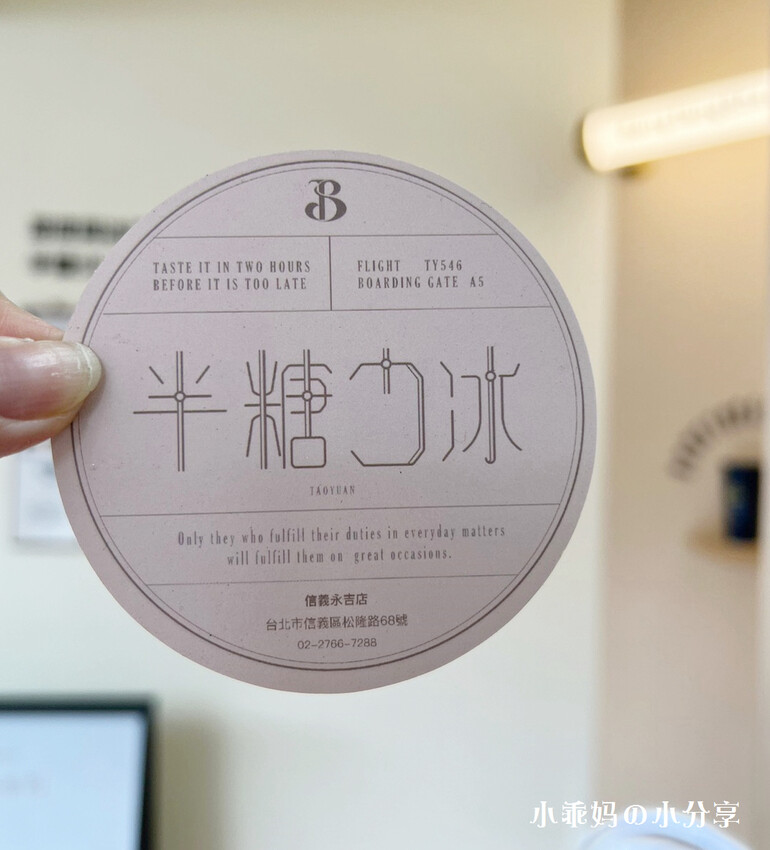 B
TASTE IT IN TWO HOURS
BEFORE IT IS TOO LATE
FLIGHT TY546
BOARDING GATE A5
半糖少冰
TAOYUAN
Only they who fulfill their duties in everyday matters
will fulfill them on great occasions.
信義永吉店
台北市信義區松隆路68號
02-2766-7288
小乖妈の小分享